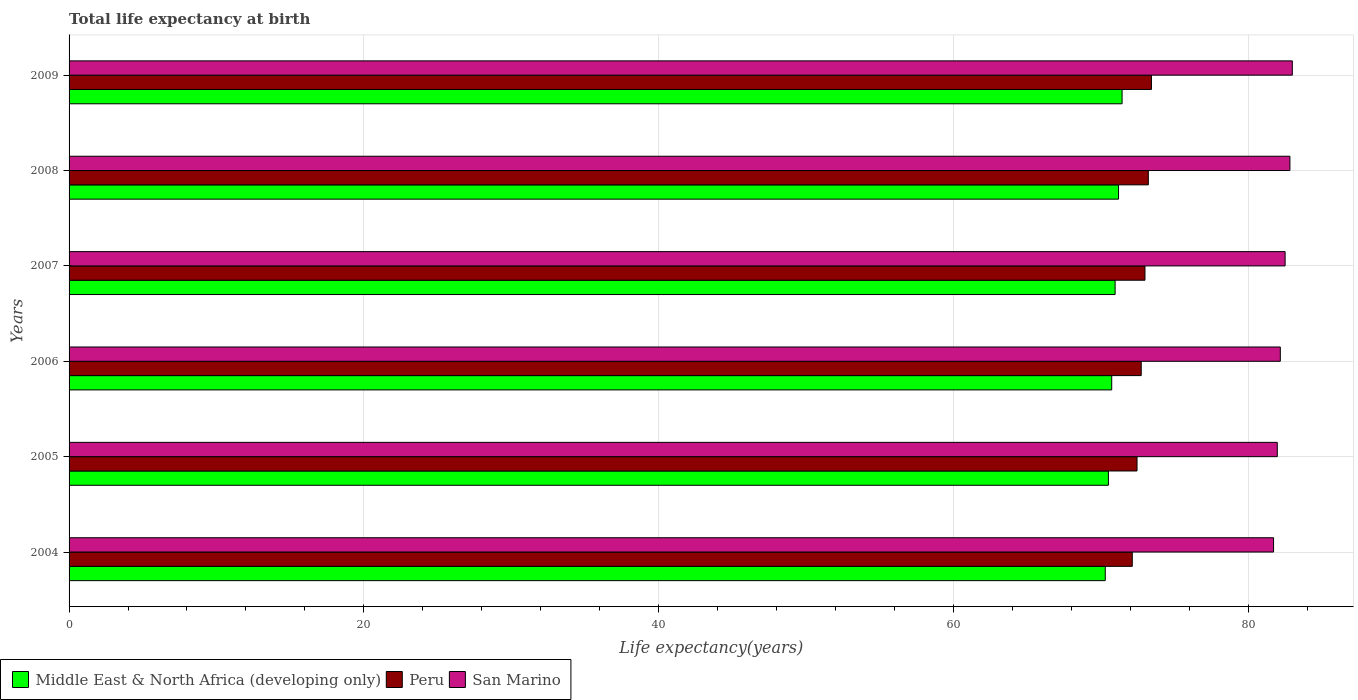 Total life expectancy at birth
2009
2008
2007
2006
2005
2004
Years
0 20 40 60 80
Life expectancy(years)
Middle East & North Africa (developing only) Peru San Marino